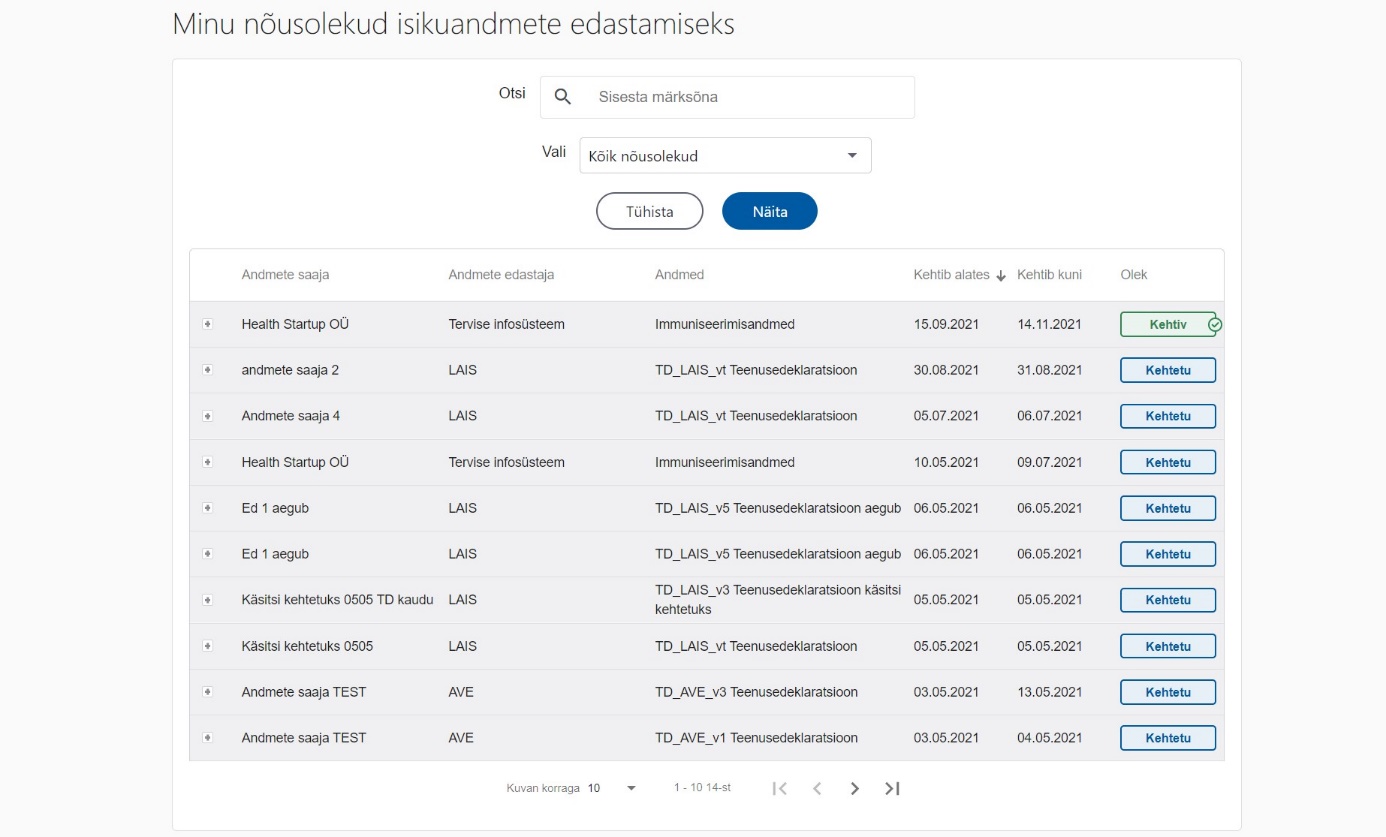 Minu nõusolekud isikuandmete edastamiseks
Otsi Sisesta märksõna
Vali Kõik nõusolekud
Tühista Näita
Andmete saaja Andmete edastaja Andmed Kehtib alates Kehtib kuni Olek
Health Startup OÜ Tervise infosüsteem Immuniseerimisandmed 15.09.2021 14.11.2021 Kehtiv
andmete saaja 2 LAIS TD_LAIS_vt Teenusedeklaratsioon 30.08.2021 31.08.2021 Kehtetu
Andmete saaja 4 LAIS TD_LAIS_vt Teenusedeklaratsioon 05.07.2021 06.07.2021 Kehtetu
Health Startup OÜ Tervise infosüsteem Immuniseerimisandmed 10.05.2021 09.07.2021 Kehtetu
Ed 1 aegub LAIS TD_LAIS_v5 Teenusedeklaratsioon aegub 06.05.2021 06.05.2021 Kehtetu
Ed 1 aegub LAIS TD_LAIS_v5 Teenusedeklaratsioon aegub 06.05.2021 06.05.2021 Kehtetu
Käsitsi kehtetuks 0505 TD kaudu LAIS TD_LAIS_v3 Teenusedeklaratsioon käsitsi
kehtetuks 05.05.2021 05.05.2021 Kehtetu
Käsitsi kehtetuks 0505 LAIS TD_LAIS_vt Teenusedeklaratsioon 05.05.2021 05.05.2021 Kehtetu
Andmete saaja TEST AVE TD_AVE_v3 Teenusedeklaratsioon 03.05.2021 13.05.2021 Kehtetu
Andmete saaja TEST AVE TD_AVE_v1 Teenusedeklaratsioon 03.05.2021 04.05.2021 Kehtetu
Kuvan korraga 10 1 - 10 14-st